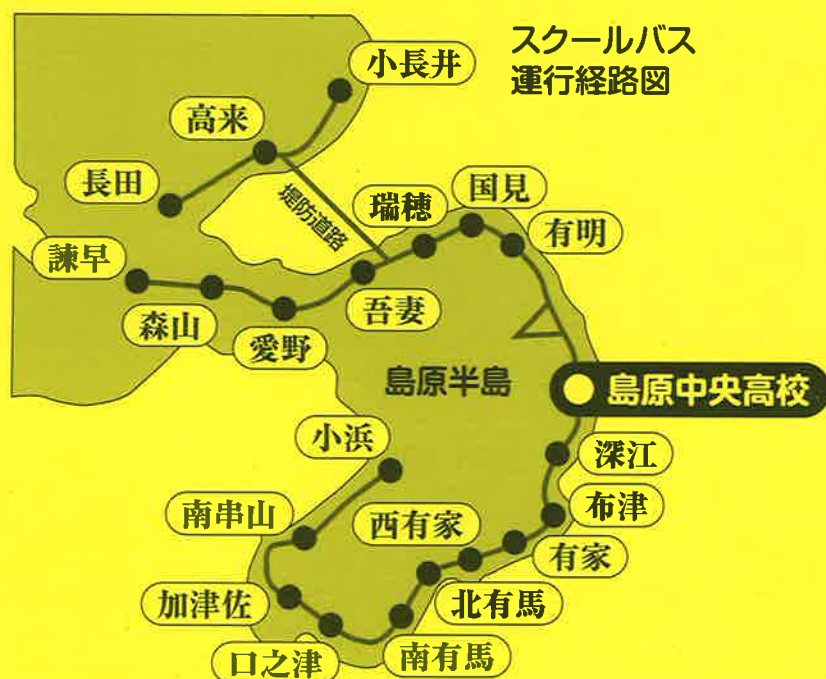 スクールバス
運行経路図
小長井
高来
長田
堤防道路
瑞穂
国見
有明
諫早
森山
愛野
吾妻
島原半島
島原中央高校
小浜
深江
南串山
西有家
布津
有家
加津佐
北有馬
口之津
南有馬